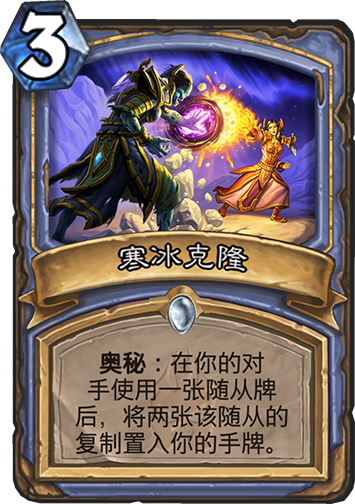 3
寒冰克隆
奥秘：在你的对
手使用一张随从牌
后，将两张该随从的
复制置入你的手牌。